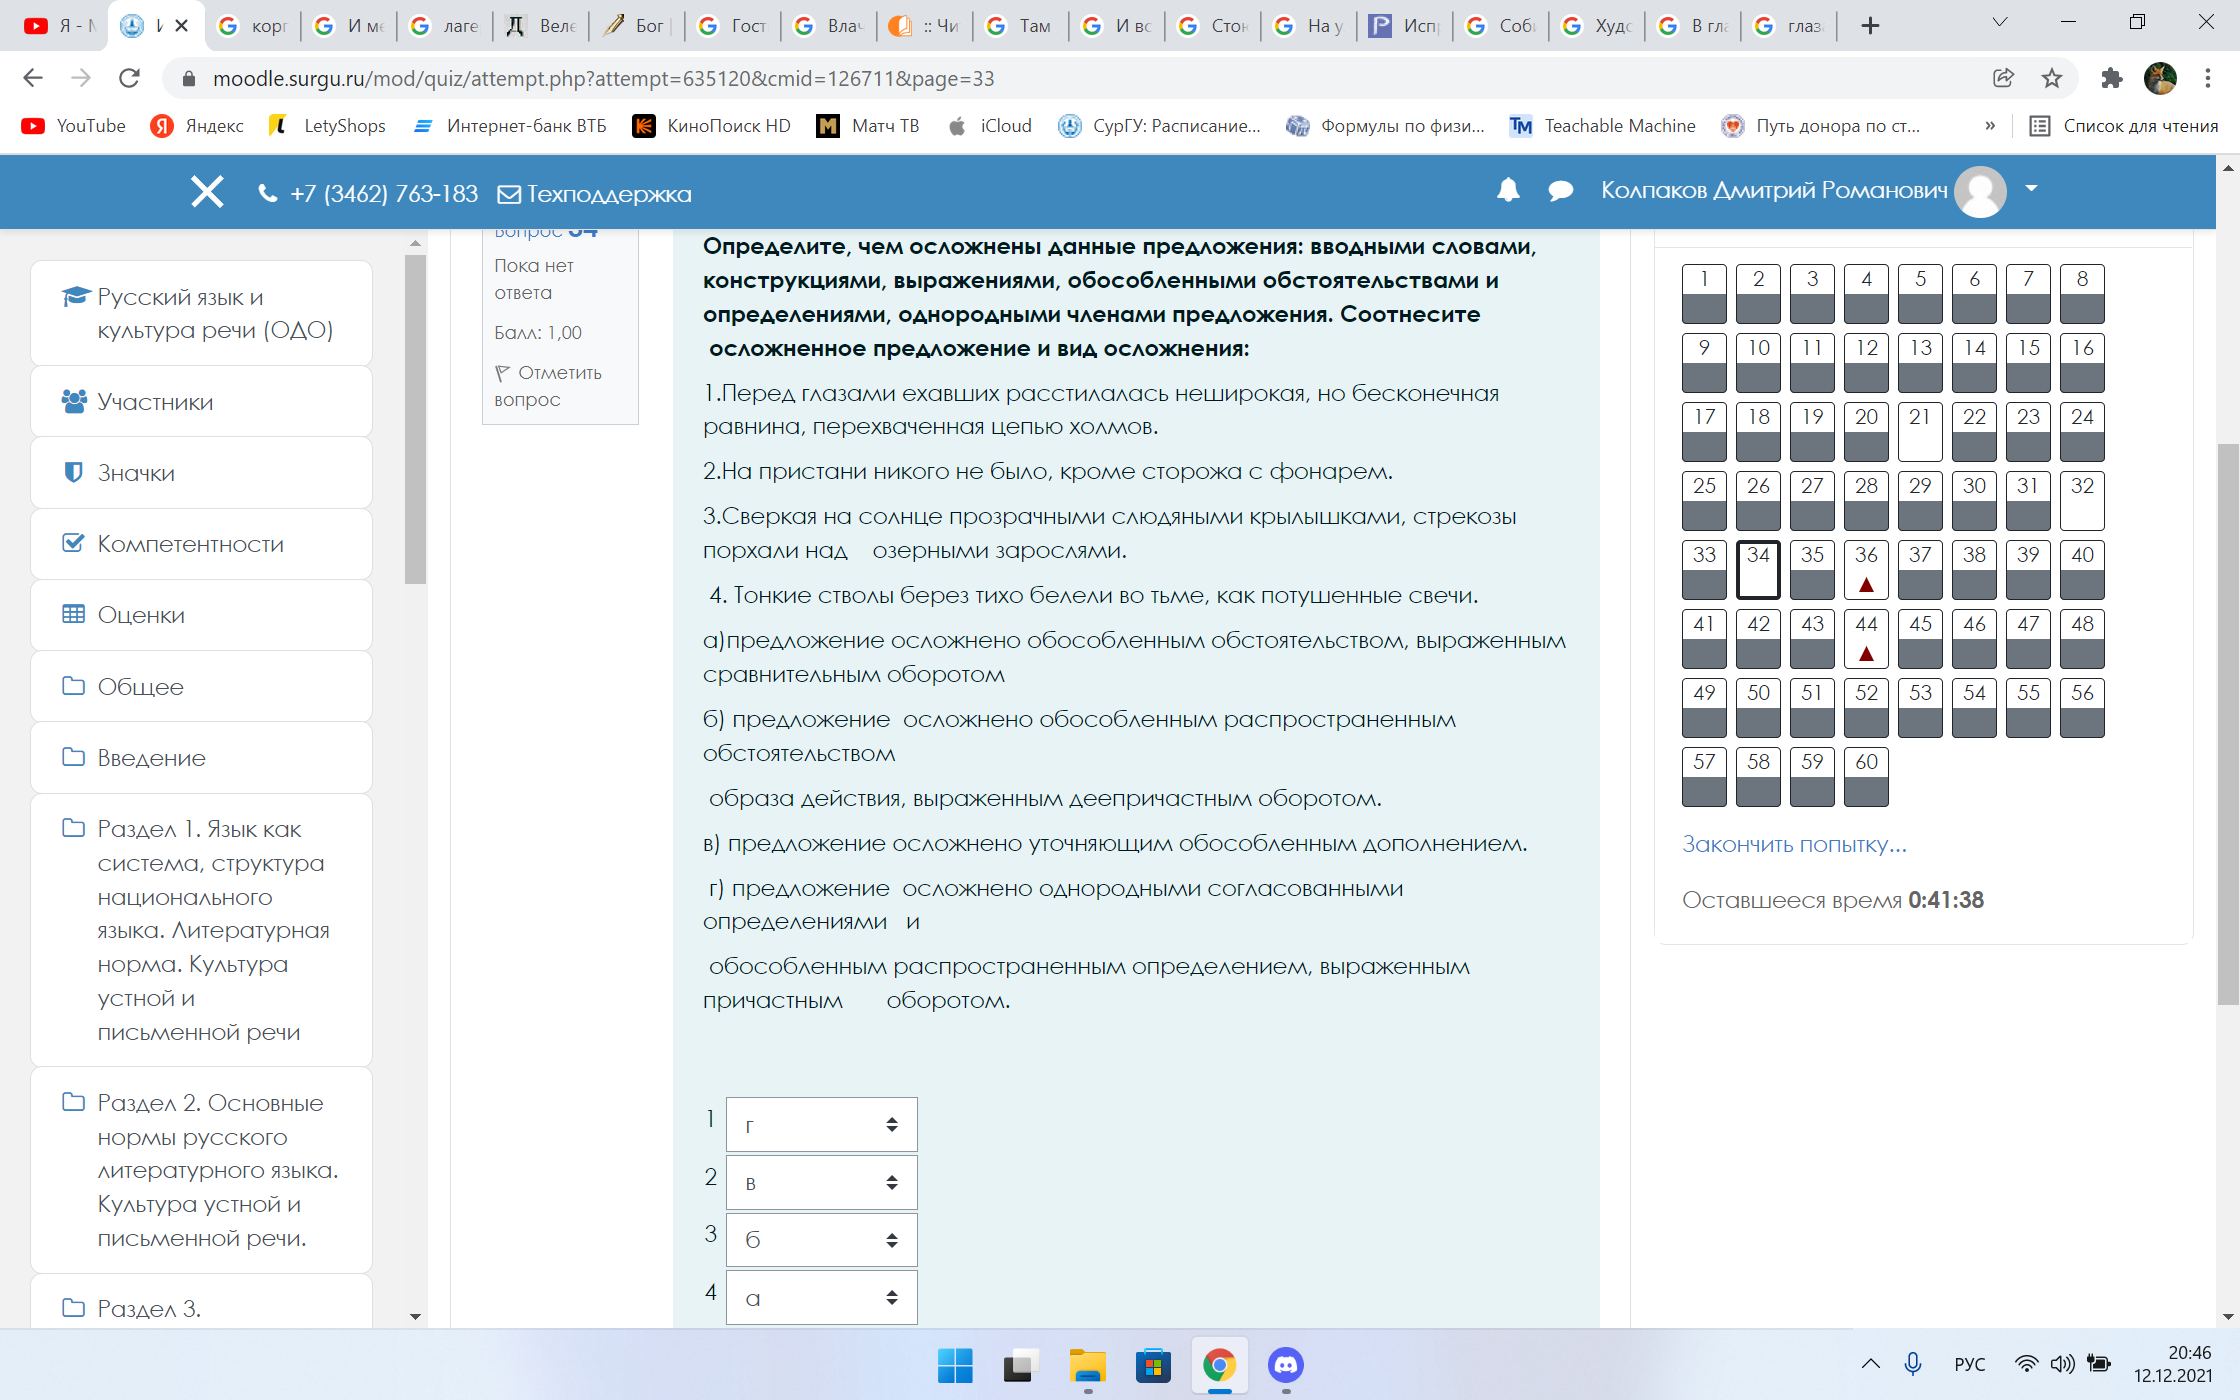 Я - М
И
корг
И ме
лаге
Веле
Бог
Гост
Влач
:: Чи
Там
И вс
Стон
На у
Испр
Соби
Худо
В гла
глаза
moodle.surgu.ru/mod/quiz/attempt.php?attempt=635120&cmid=126711&page=33
YouTube
Яндекс
LetyShops
Интернет-банк ВТБ
КиноПоиск HD
Матч ТВ
iCloud
СурГУ: Расписание...
Формулы по физи...
Teachable Machine
Путь донора по ст...
»
Список для чтения
+7 (3462) 763-183 Техподдержка
Колпаков Дмитрий Романович
Русский язык и
культура речи (ОДО)
Участники
Значки
Компетентности
Оценки
Общее
Введение
Раздел 1. Язык как
система, структура
национального
языка. Литературная
норма. Культура
устной и
письменной речи
Раздел 2. Основные
нормы русского
литературного языка.
Культура устной и
письменной речи.
Раздел 3.
Вопрос 34
Пока нет
ответа
Балл: 1,00
Отметить
вопрос
Определите, чем осложнены данные предложения: вводными словами,
конструкциями, выражениями, обособленными обстоятельствами и
определениями, однородными членами предложения. Соотнесите
осложненное предложение и вид осложнения:
1.Перед глазами ехавших расстилалась неширокая, но бесконечная
равнина, перехваченная цепью холмов.
2.На пристани никого не было, кроме сторожа с фонарем.
3.Сверкая на солнце прозрачными слюдяными крылышками, стрекозы
порхали над озерными зарослями.
4. Тонкие стволы берез тихо белели во тьме, как потушенные свечи.
а)предложение осложнено обособленным обстоятельством, выраженным
сравнительным оборотом
б) предложение осложнено обособленным распространенным
обстоятельством
образа действия, выраженным деепричастным оборотом.
в) предложение осложнено уточняющим обособленным дополнением.
г) предложение осложнено однородными согласованными
определениями и
обособленным распространенным определением, выраженным
причастным оборотом.
1 г
2 в
3 б
4 а
1 2 3 4 5 6 7 8
9 10 11 12 13 14 15 16
17 18 19 20 21 22 23 24
25 26 27 28 29 30 31 32
33 34 35 36 37 38 39 40
41 42 43 44 45 46 47 48
49 50 51 52 53 54 55 56
57 58 59 60
Закончить попытку...
Оставшееся время 0:41:38
РУС
20:46
12.12.2021